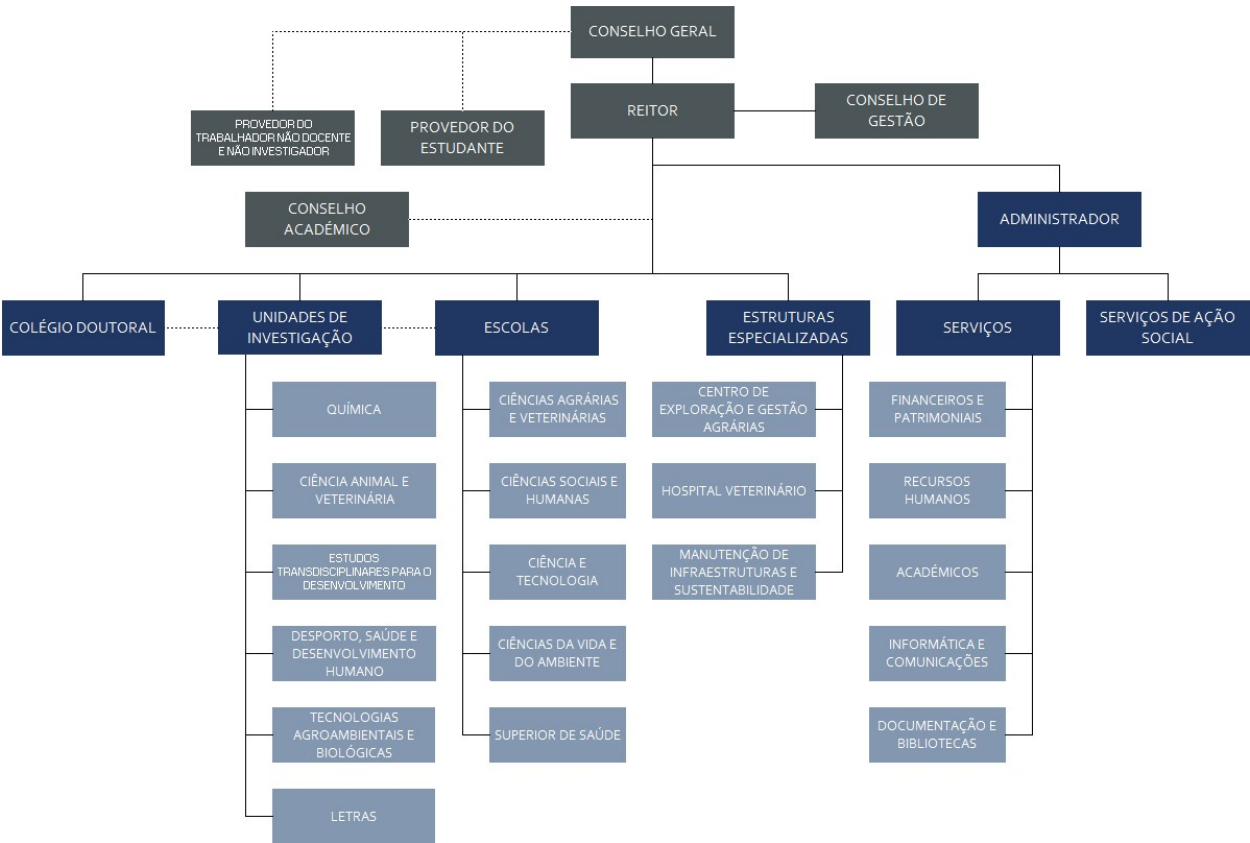 CONSELHO GERAL
REITOR
CONSELHO DE
GESTÃO
PROVEDOR DO
TRABALHADOR NÃO DOCENTE
E NÃO INVESTIGADOR
PROVEDOR DO
ESTUDANTE
CONSELHO
ACADÉMICO
ADMINISTRADOR
COLÉGIO DOUTORAL
UNIDADES DE
INVESTIGAÇÃO
ESCOLAS
ESTRUTURAS
ESPECIALIZADAS
SERVIÇOS
SERVIÇOS DE AÇÃO
SOCIAL
QUÍMICA
CIÊNCIA ANIMAL E
VETERINÁRIA
ESTUDOS
TRANSDISCIPLINARES PARA O
DESENVOLVIMENTO
DESPORTO, SAÚDE E
DESENVOLVIMENTO
HUMANO
TECNOLOGIAS
AGROAMBIENTAIS E
BIOLÓGICAS
LETRAS
CIÊNCIAS AGRÁRIAS
E VETERINÁRIAS
CIÊNCIAS SOCIAIS E
HUMANAS
CIÊNCIA E
TECNOLOGIA
CIÊNCIAS DA VIDA E
DO AMBIENTE
SUPERIOR DE SAÚDE
CENTRO DE
EXPLORAÇÃO E GESTÃO
AGRÁRIAS
HOSPITAL VETERINÁRIO
MANUTENÇÃO DE
INFRAESTRUTURAS E
SUSTENTABILIDADE
FINANCEIROS E
PATRIMONIAIS
RECURSOS
HUMANOS
ACADÉMICOS
INFORMÁTICA E
COMUNICAÇÕES
DOCUMENTAÇÃO E
BIBLIOTECAS